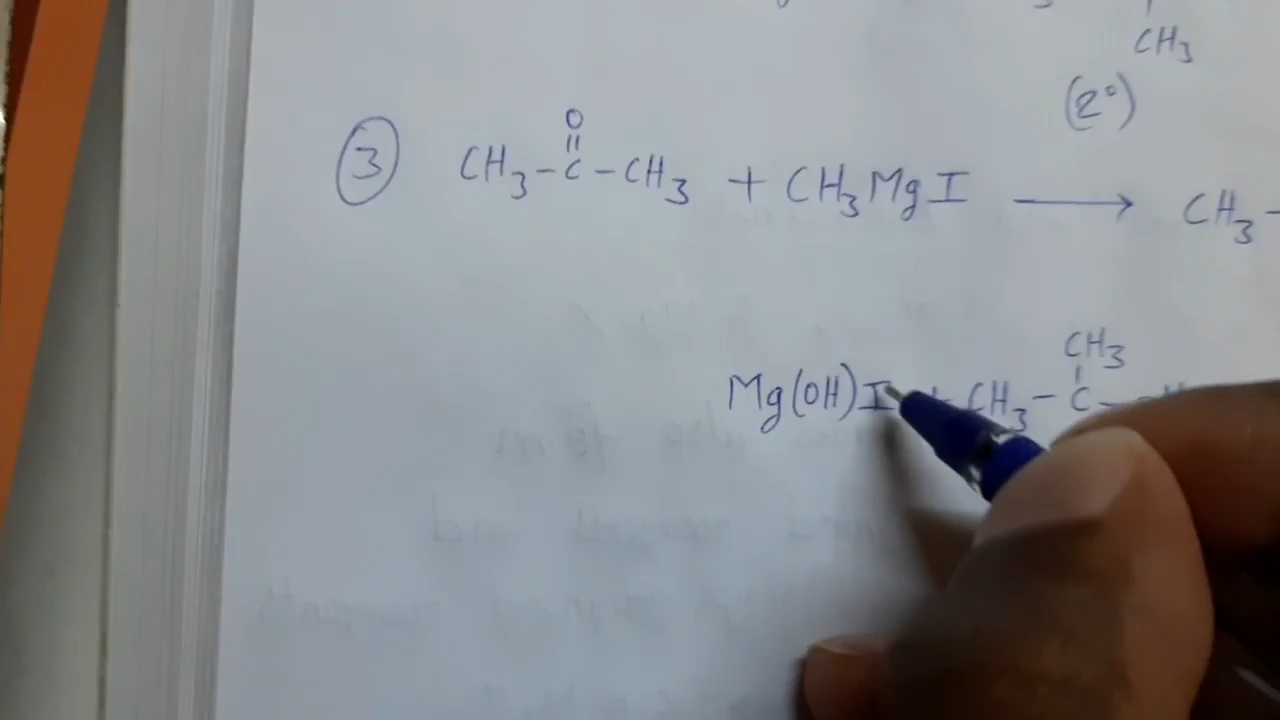 CH3
(2°)
O
③ CH3-C-CH3 + CH3MgI ⟶ CH3-
CH3
Mg(OH)I + CH3-C-